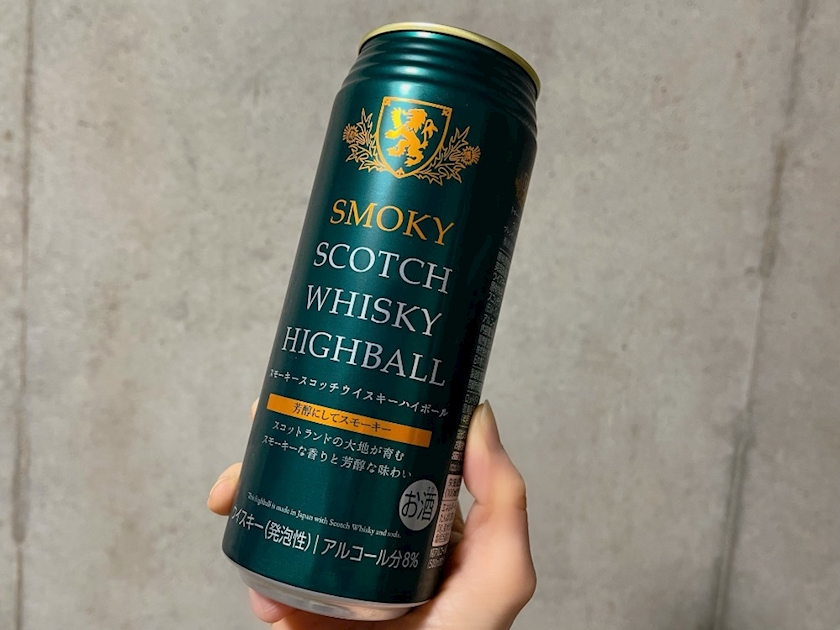 SMOKY
SCOTCH
WHISKY
HIGHBALL
スモーキースコッチウイスキーハイボール
芳醇にしてスモーキー
スコットランドの大地が育む
スモーキーな香りと芳醇な味わい
お酒
This highball is made in Japan with Scotch Whisky and soda.
ウイスキー(発泡性)|アルコール分8%